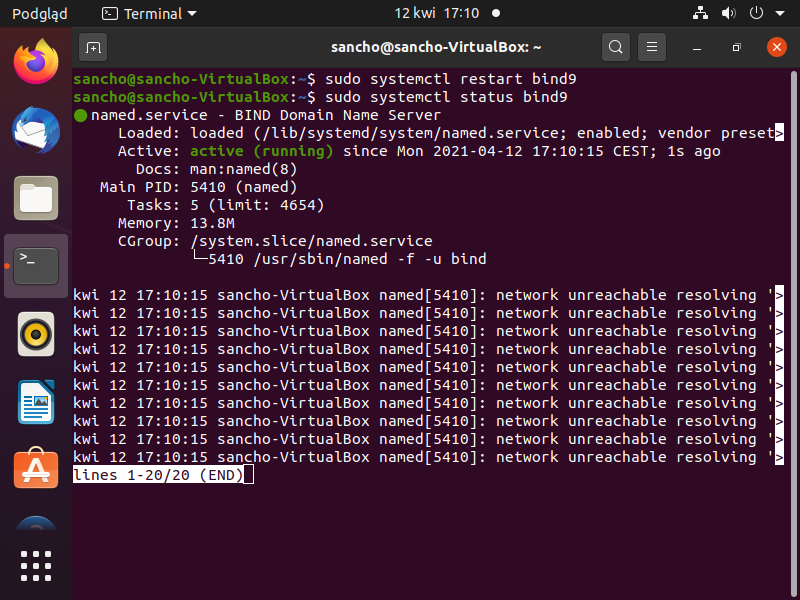 Podgląd
Terminal
12 kwi 17:10
sancho@sancho-VirtualBox: ~
sancho@sancho-VirtualBox:~$ sudo systemctl restart bind9
sancho@sancho-VirtualBox:~$ sudo systemctl status bind9
● named.service - BIND Domain Name Server
Loaded: loaded (/lib/systemd/system/named.service; enabled; vendor preset>
Active: active (running) since Mon 2021-04-12 17:10:15 CEST; 1s ago
Docs: man:named(8)
Main PID: 5410 (named)
Tasks: 5 (limit: 4654)
Memory: 13.8M
CGroup: /system.slice/named.service
└─5410 /usr/sbin/named -f -u bind
kwi 12 17:10:15 sancho-VirtualBox named[5410]: network unreachable resolving '>
kwi 12 17:10:15 sancho-VirtualBox named[5410]: network unreachable resolving '>
kwi 12 17:10:15 sancho-VirtualBox named[5410]: network unreachable resolving '>
kwi 12 17:10:15 sancho-VirtualBox named[5410]: network unreachable resolving '>
kwi 12 17:10:15 sancho-VirtualBox named[5410]: network unreachable resolving '>
kwi 12 17:10:15 sancho-VirtualBox named[5410]: network unreachable resolving '>
kwi 12 17:10:15 sancho-VirtualBox named[5410]: network unreachable resolving '>
kwi 12 17:10:15 sancho-VirtualBox named[5410]: network unreachable resolving '>
kwi 12 17:10:15 sancho-VirtualBox named[5410]: network unreachable resolving '>
kwi 12 17:10:15 sancho-VirtualBox named[5410]: network unreachable resolving '>
lines 1-20/20 (END)